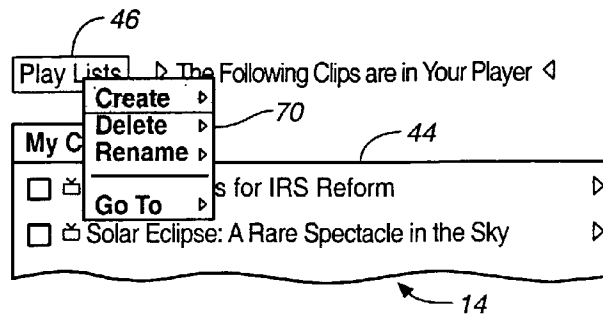 46
Play Lists ▷ The Following Clips are in Your Player ◁
Create ▷
Delete ▷ 70
My C
Rename ▷ 44
s for IRS Reform ▷
Go To ▷
Solar Eclipse: A Rare Spectacle in the Sky ▷
14